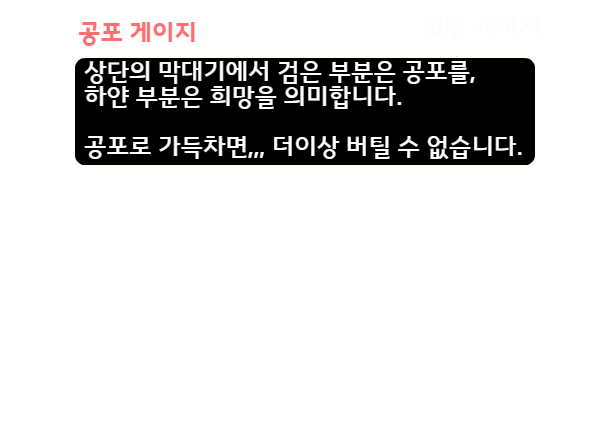 공포 게이지
희망 게이지
상단의 막대기에서 검은 부분은 공포를,
하얀 부분은 희망을 의미합니다.
공포로 가득차면,,, 더이상 버틸 수 없습니다.